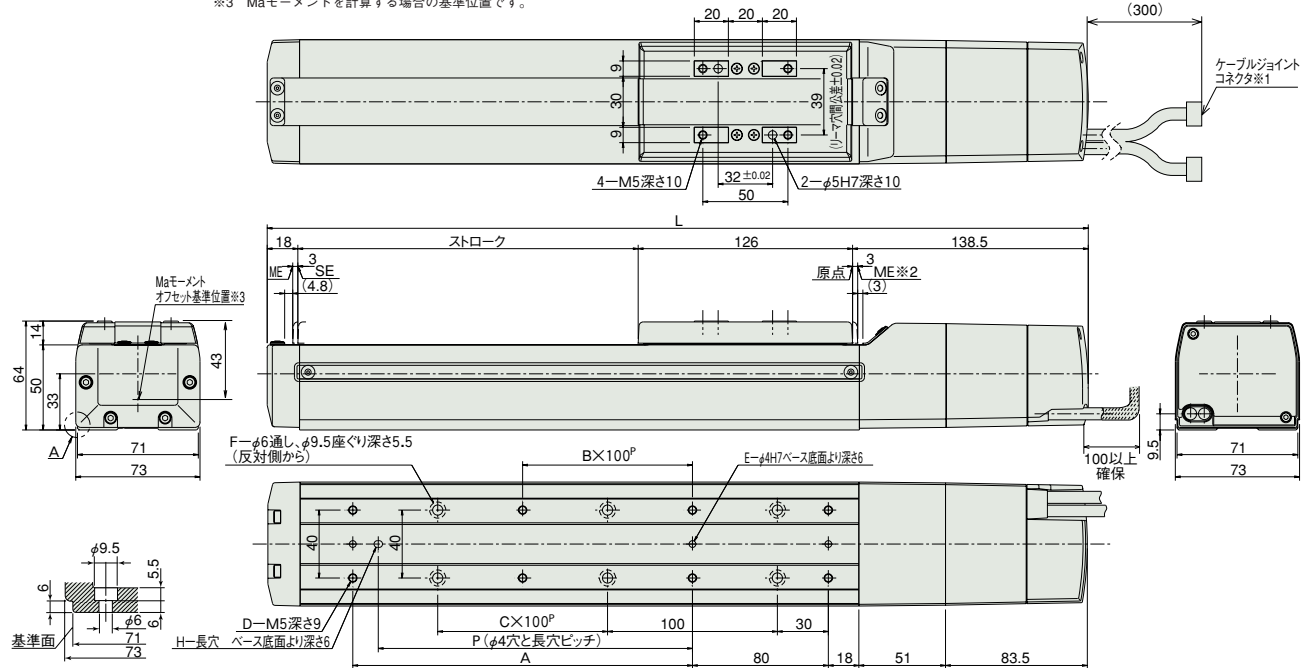 ※3 Maモーメントを計算する場合の基準位置です。
20 20 20
(300)
ケーブルジョイント
コネクタ※1
9
30
9
39
(リーマ穴間公差±0.02)
4−M5深さ10
32 ±0.02
2−φ5H7深さ10
50
L
18
ストローク
126
138.5
3
ME
SE
(4.8)
原点
3
ME※2
(3)
Maモーメント
オフセット基準位置※3
64
14
50
33
43
A
71
73
9.5
71
73
100以上
確保
F−φ6通し、φ9.5座ぐり深さ5.5
(反対側から)
B×100P
E−φ4H7ベース底面より深さ6
40
40
φ9.5
5.5
6
6
φ6
基準面
71
73
D−M5深さ9
H−長穴 ベース底面より深さ6
C×100P
100
30
P(φ4穴と長穴ピッチ)
A
80
18
51
83.5